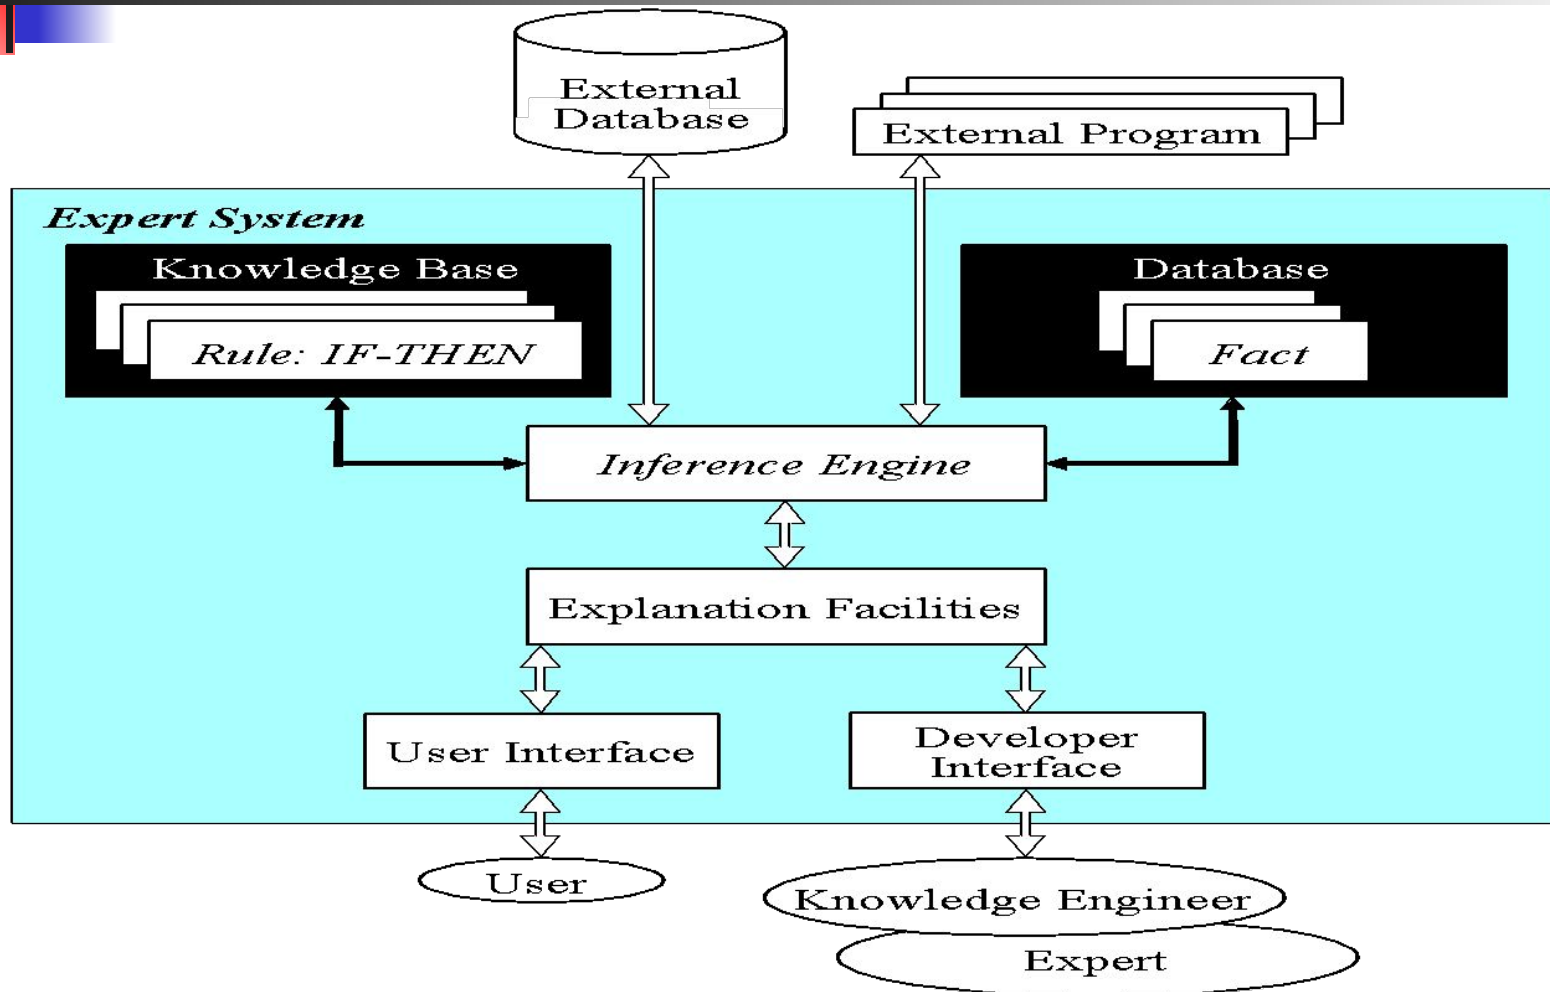 External
Database
External Program
Expert System
Knowledge Base
Rule: IF-THEN
Database
Fact
Inference Engine
Explanation Facilities
User Interface
Developer
Interface
User
Knowledge Engineer
Expert